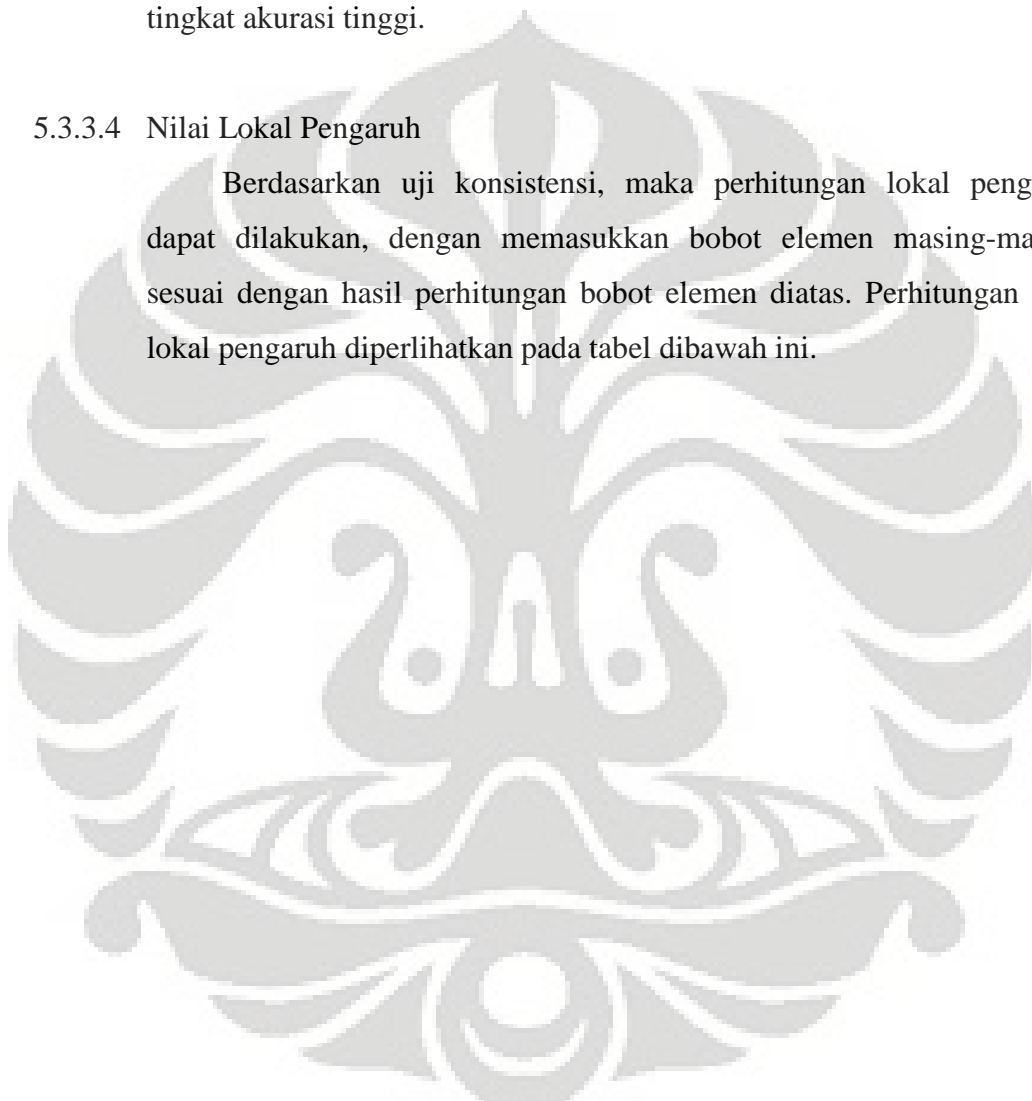 tingkat akurasi tinggi.
5.3.3.4 Nilai Lokal Pengaruh
Berdasarkan uji konsistensi, maka perhitungan lokal peng
dapat dilakukan, dengan memasukkan bobot elemen masing-ma
sesuai dengan hasil perhitungan bobot elemen diatas. Perhitungan
lokal pengaruh diperlihatkan pada tabel dibawah ini.